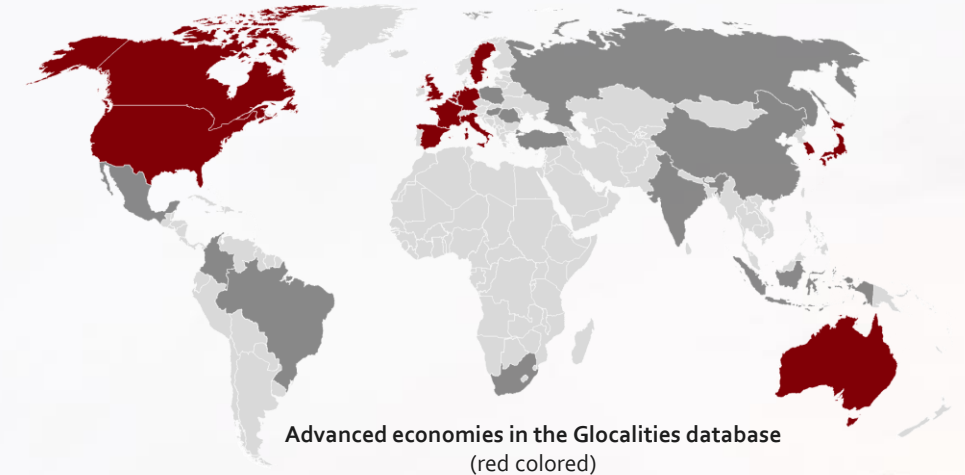 Advanced economies in the Glocalities database
(red colored)